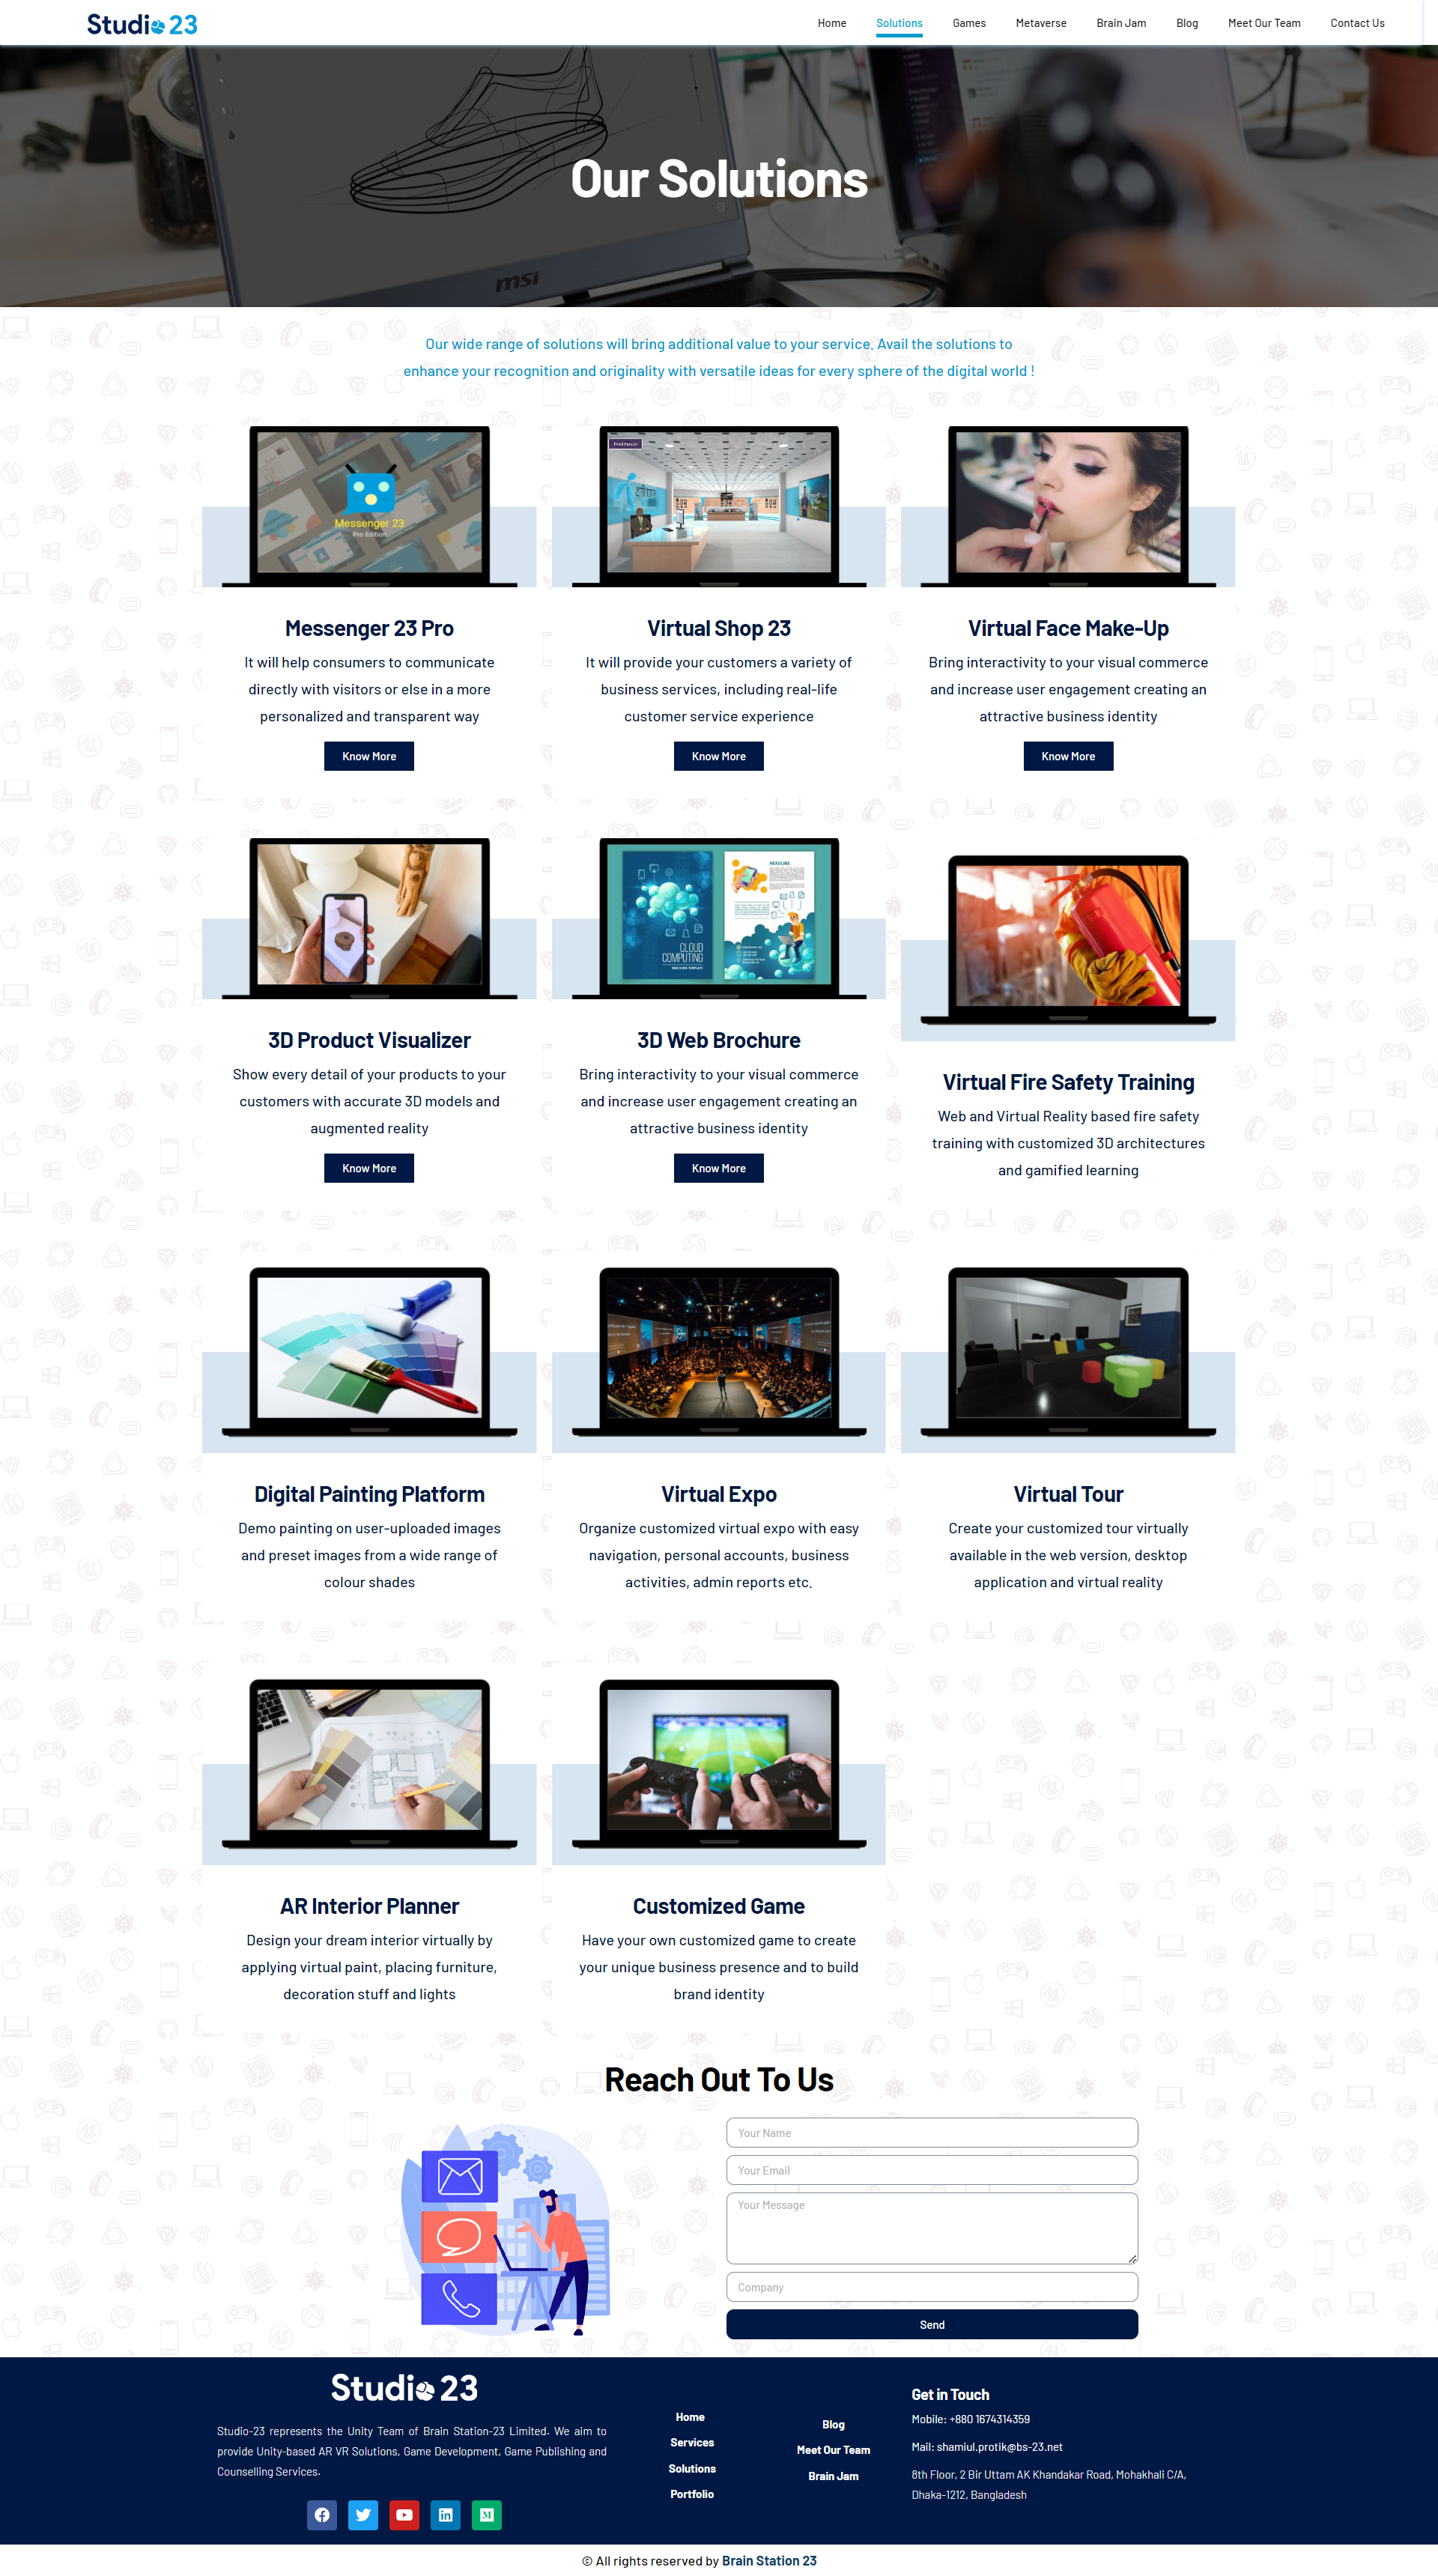 Studio 23
Home
Solutions
Games
Metaverse
Brain Jam
Blog
Meet Our Team
Contact Us
Our Solutions
msi
Our wide range of solutions will bring additional value to your service. Avail the solutions to
enhance your recognition and originality with versatile ideas for every sphere of the digital world !
Messenger 23
Pro Edition
Messenger 23 Pro
It will help consumers to communicate
directly with visitors or else in a more
personalized and transparent way
Know More
Virtual Shop 23
It will provide your customers a variety of
business services, including real-life
customer service experience
Know More
Virtual Face Make-Up
Bring interactivity to your visual commerce
and increase user engagement creating an
attractive business identity
Know More
3D Product Visualizer
Show every detail of your products to your
customers with accurate 3D models and
augmented reality
Know More
HEADLINE
CLOUD
COMPUTING
BROCHURE TEMPLATE
3D Web Brochure
Bring interactivity to your visual commerce
and increase user engagement creating an
attractive business identity
Know More
Virtual Fire Safety Training
Web and Virtual Reality based fire safety
training with customized 3D architectures
and gamified learning
Digital Painting Platform
Demo painting on user-uploaded images
and preset images from a wide range of
colour shades
Virtual Expo
Organize customized virtual expo with easy
navigation, personal accounts, business
activities, admin reports etc.
Virtual Tour
Create your customized tour virtually
available in the web version, desktop
application and virtual reality
AR Interior Planner
Design your dream interior virtually by
applying virtual paint, placing furniture,
decoration stuff and lights
Customized Game
Have your own customized game to create
your unique business presence and to build
brand identity
Reach Out To Us
Your Name
Your Email
Your Message
Company
Send
Studio 23
Studio-23 represents the Unity Team of Brain Station-23 Limited. We aim to
provide Unity-based AR VR Solutions, Game Development, Game Publishing and
Counselling Services.
Home
Services
Solutions
Portfolio
Blog
Meet Our Team
Brain Jam
Get in Touch
Mobile: +880 1674314359
Mail: shamiul.protik@bs-23.net
8th Floor, 2 Bir Uttam AK Khandakar Road, Mohakhali C/A,
Dhaka-1212, Bangladesh
© All rights reserved by Brain Station 23